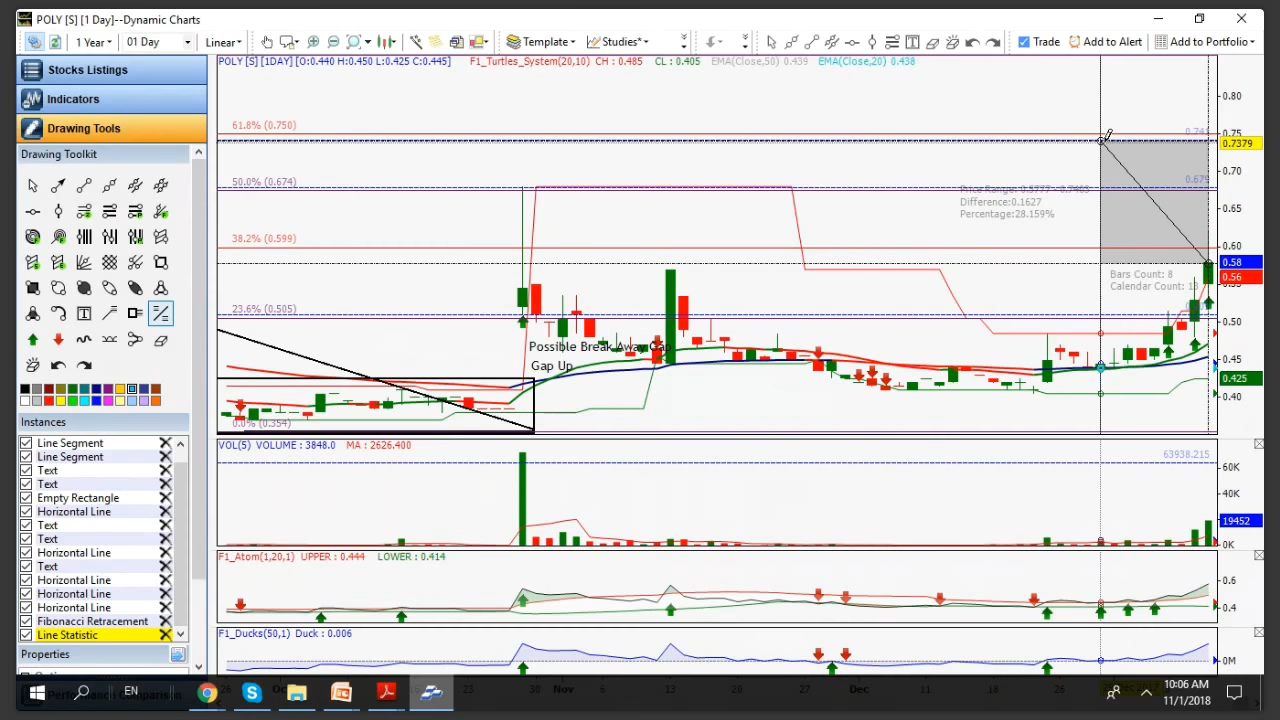 POLY [S] [1 Day]--Dynamic Charts
1 Year
01 Day
Linear
Template
Studies*
Trade
Add to Alert
Add to Portfolio
Stocks Listings
Indicators
Drawing Tools
Drawing Toolkit
Instances
Line Segment
Line Segment
Text
Text
Empty Rectangle
Horizontal Line
Text
Text
Horizontal Line
Text
Horizontal Line
Horizontal Line
Horizontal Line
Fibonacci Retracement
Line Statistic
Properties
POLY [S] [1DAY] [O:0.440 H:0.450 L:0.425 C:0.445] F1_Turtles_System(20,10) CH : 0.485 CL : 0.405 EMA(Close,50) 0.439 EMA(Close,20) 0.438
61.8% (0.750)
50.0% (0.674)
38.2% (0.599)
23.6% (0.505)
0.0% (0.354)
Difference:0.1627
Percentage:28.159%
Bars Count: 8
Calendar Count: 13
Possible Break Away Gap
Gap Up
0.80
0.75
0.7379
0.70
0.65
0.60
0.58
0.56
0.50
0.45
0.425
0.40
VOL(5) VOLUME : 3848.0 MA : 2626.400
63938.215
60K
40K
19452
0K
F1_Atom(1,20,1) UPPER : 0.444 LOWER : 0.414
0.6
0.4
F1_Ducks(50,1) Duck : 0.006
0M
26
23
30
Nov
6
13
20
Dec
11
18
26
EN
10:06 AM
11/1/2018